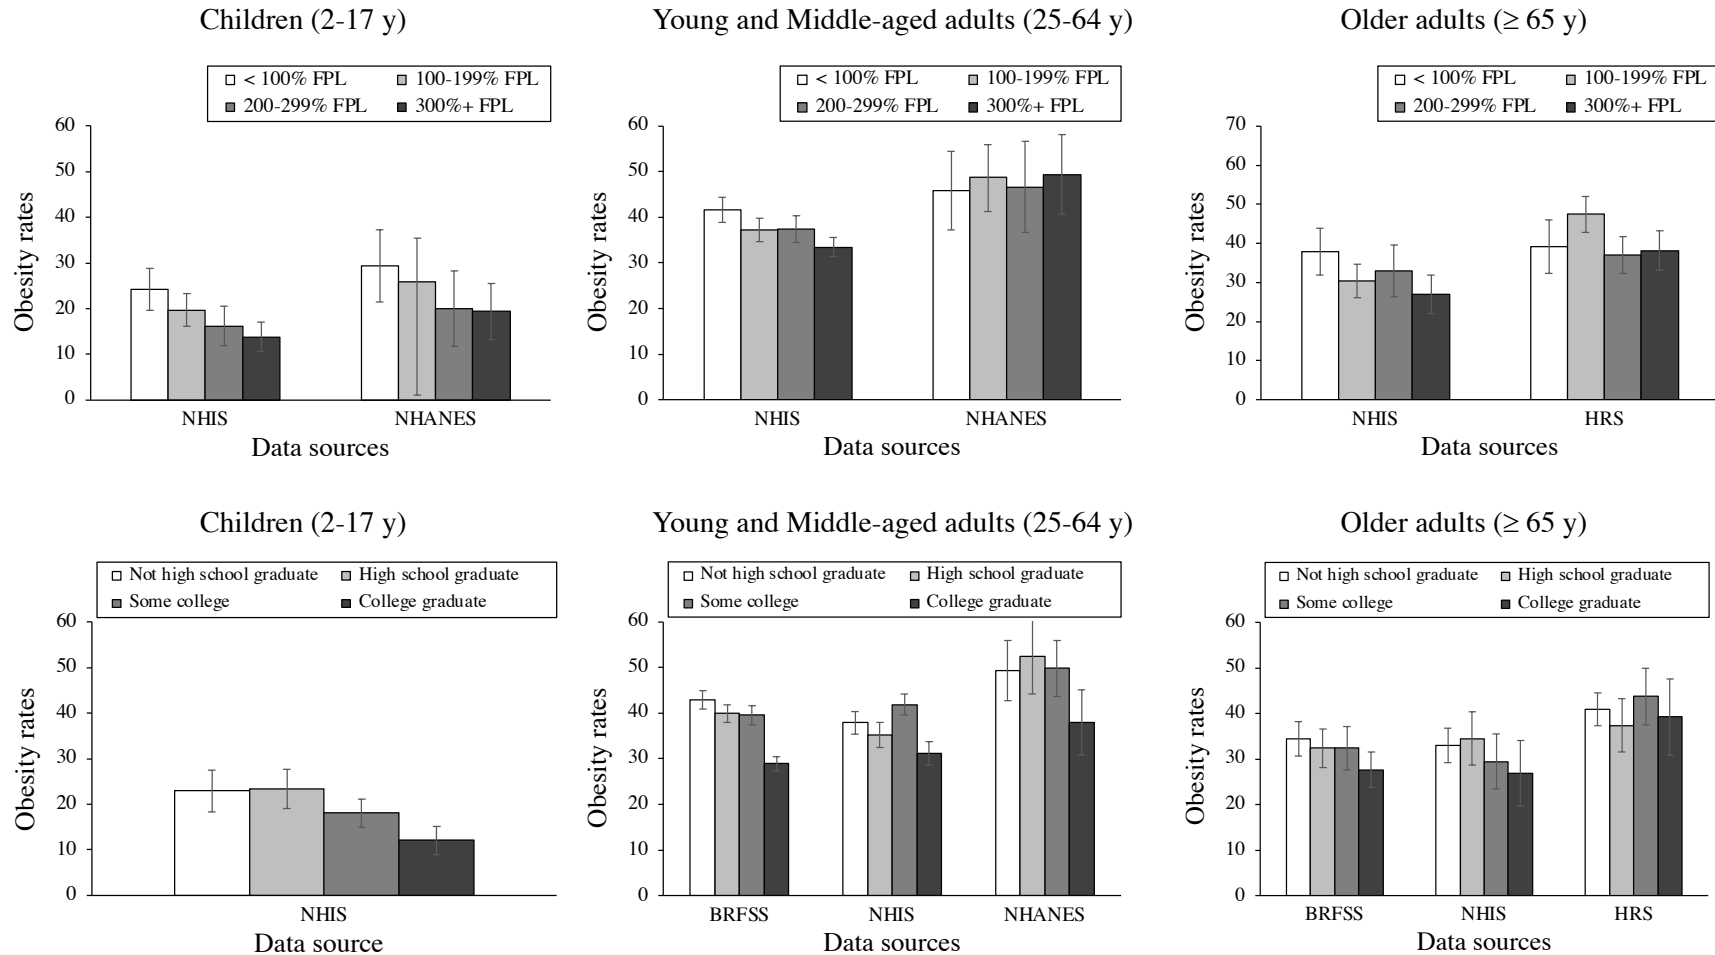 Children (2-17 y)
< 100% FPL 100-199% FPL
200-299% FPL 300%+ FPL
60
50
40
30
20
10
0
Obesity rates
NHIS NHANES
Data sources
Young and Middle-aged adults (25-64 y)
< 100% FPL 100-199% FPL
200-299% FPL 300%+ FPL
60
50
40
30
20
10
0
Obesity rates
NHIS NHANES
Data sources
Older adults (≥ 65 y)
< 100% FPL 100-199% FPL
200-299% FPL 300%+ FPL
70
60
50
40
30
20
10
0
Obesity rates
NHIS HRS
Data sources
Children (2-17 y)
Not high school graduate High school graduate
Some college College graduate
60
50
40
30
20
10
0
Obesity rates
NHIS
Data source
Young and Middle-aged adults (25-64 y)
Not high school graduate High school graduate
Some college College graduate
60
50
40
30
20
10
0
Obesity rates
BRFSS NHIS NHANES
Data sources
Older adults (≥ 65 y)
Not high school graduate High school graduate
Some college College graduate
60
50
40
30
20
10
0
Obesity rates
BRFSS NHIS HRS
Data sources